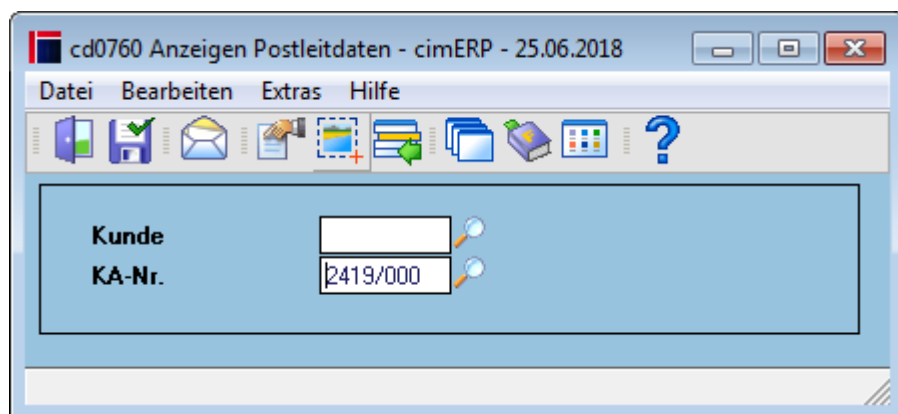 cd0760 Anzeigen Postleitdaten - cimERP - 25.06.2018
Datei Bearbeiten Extras Hilfe
Kunde
KA-Nr. 2419/000